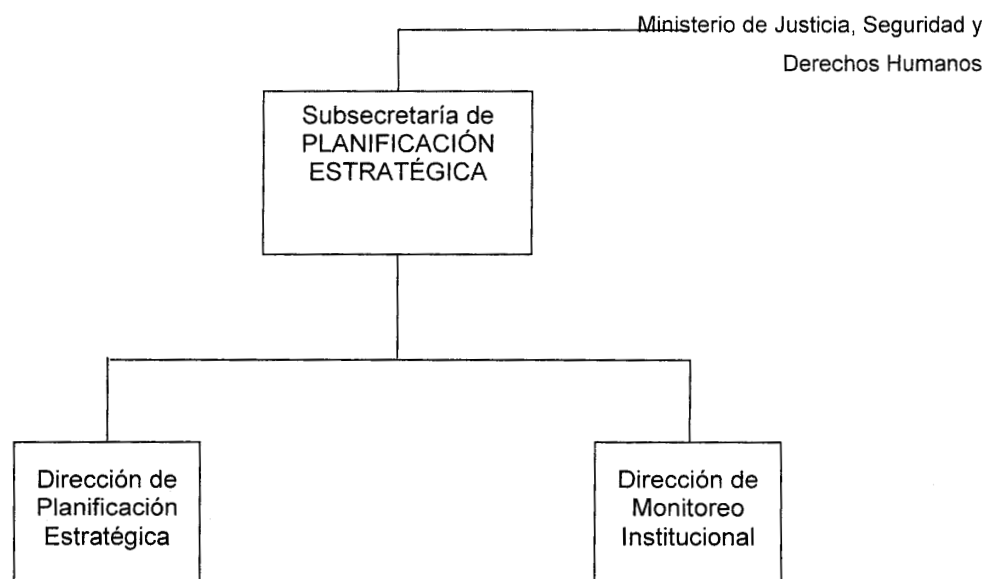 Ministerio de Justicia, Seguridad y
Derechos Humanos
Subsecretaría de
PLANIFICACIÓN
ESTRATÉGICA
Dirección de
Planificación
Estratégica
Dirección de
Monitoreo
Institucional